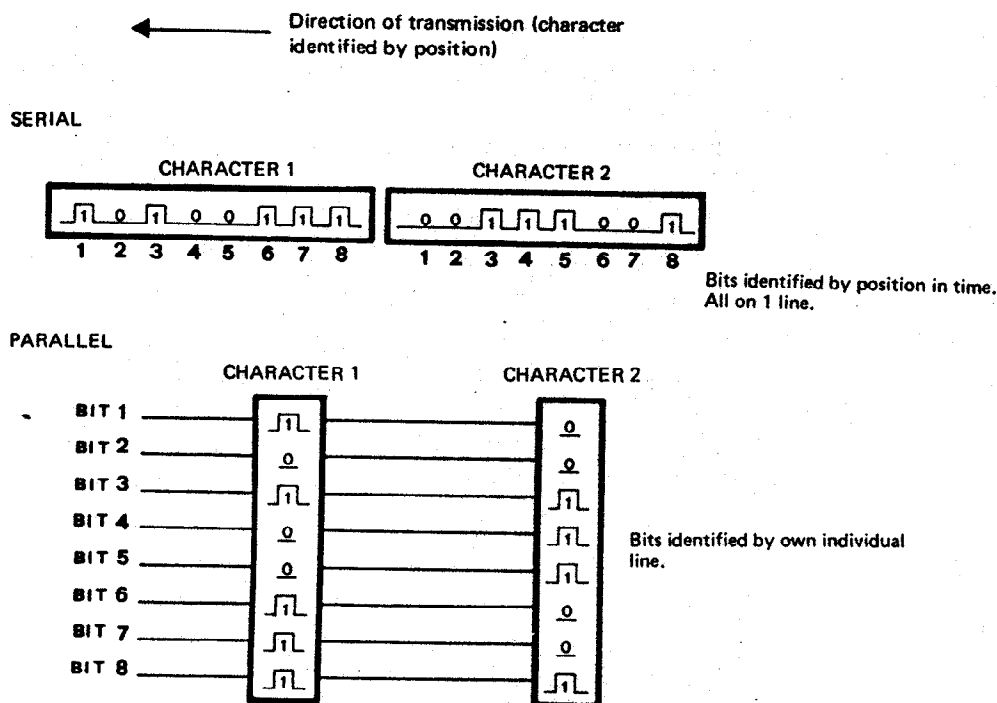 Direction of transmission (character
identified by position)
SERIAL
CHARACTER 1
CHARACTER 2
1 0 1 0 0 1 1 1
0 0 1 1 1 0 0 1
1 2 3 4 5 6 7 8
1 2 3 4 5 6 7 8
Bits identified by position in time.
All on 1 line.
PARALLEL
CHARACTER 1
CHARACTER 2
BIT 1 1 0
BIT 2 0 0
BIT 3 1 1
BIT 4 0 1
BIT 5 0 1
BIT 6 1 0
BIT 7 1 0
BIT 8 1 1
Bits identified by own individual
line.